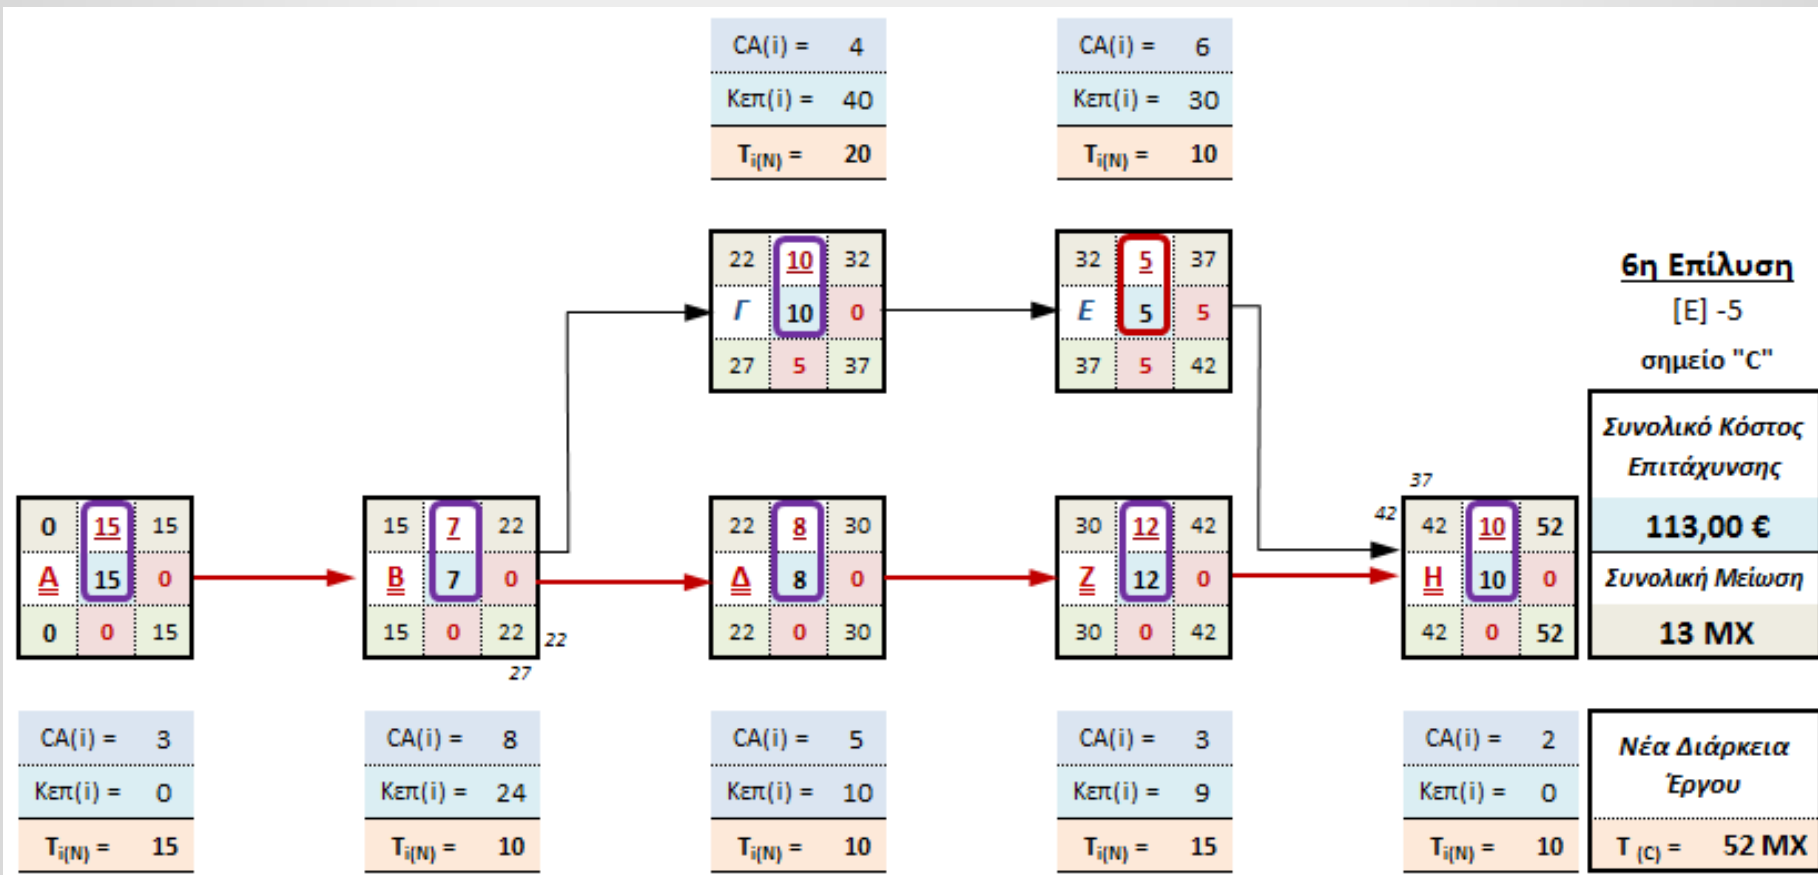 CA(i) = 4
Κεπ(i) = 40
Ti(N) = 20
CA(i) = 6
Κεπ(i) = 30
Ti(N) = 10
22 10 32
Γ 10 0
27 5 37
32 5 37
Ε 5 5
37 5 42
6η Επίλυση
[Ε] -5
σημείο "C"
Συνολικό Κόστος
Επιτάχυνσης
113,00 €
Συνολική Μείωση
13 ΜΧ
0 15 15
Α 15 0
0 0 15
15 7 22
Β 7 0
15 0 22
22
27
22 8 30
Δ 8 0
22 0 30
30 12 42
Ζ 12 0
30 0 42
37
42
42 10 52
Η 10 0
42 0 52
CA(i) = 3
Κεπ(i) = 0
Ti(N) = 15
CA(i) = 8
Κεπ(i) = 24
Ti(N) = 10
CA(i) = 5
Κεπ(i) = 10
Ti(N) = 10
CA(i) = 3
Κεπ(i) = 9
Ti(N) = 15
CA(i) = 2
Κεπ(i) = 0
Ti(N) = 10
Νέα Διάρκεια
Έργου
T (C) = 52 ΜΧ